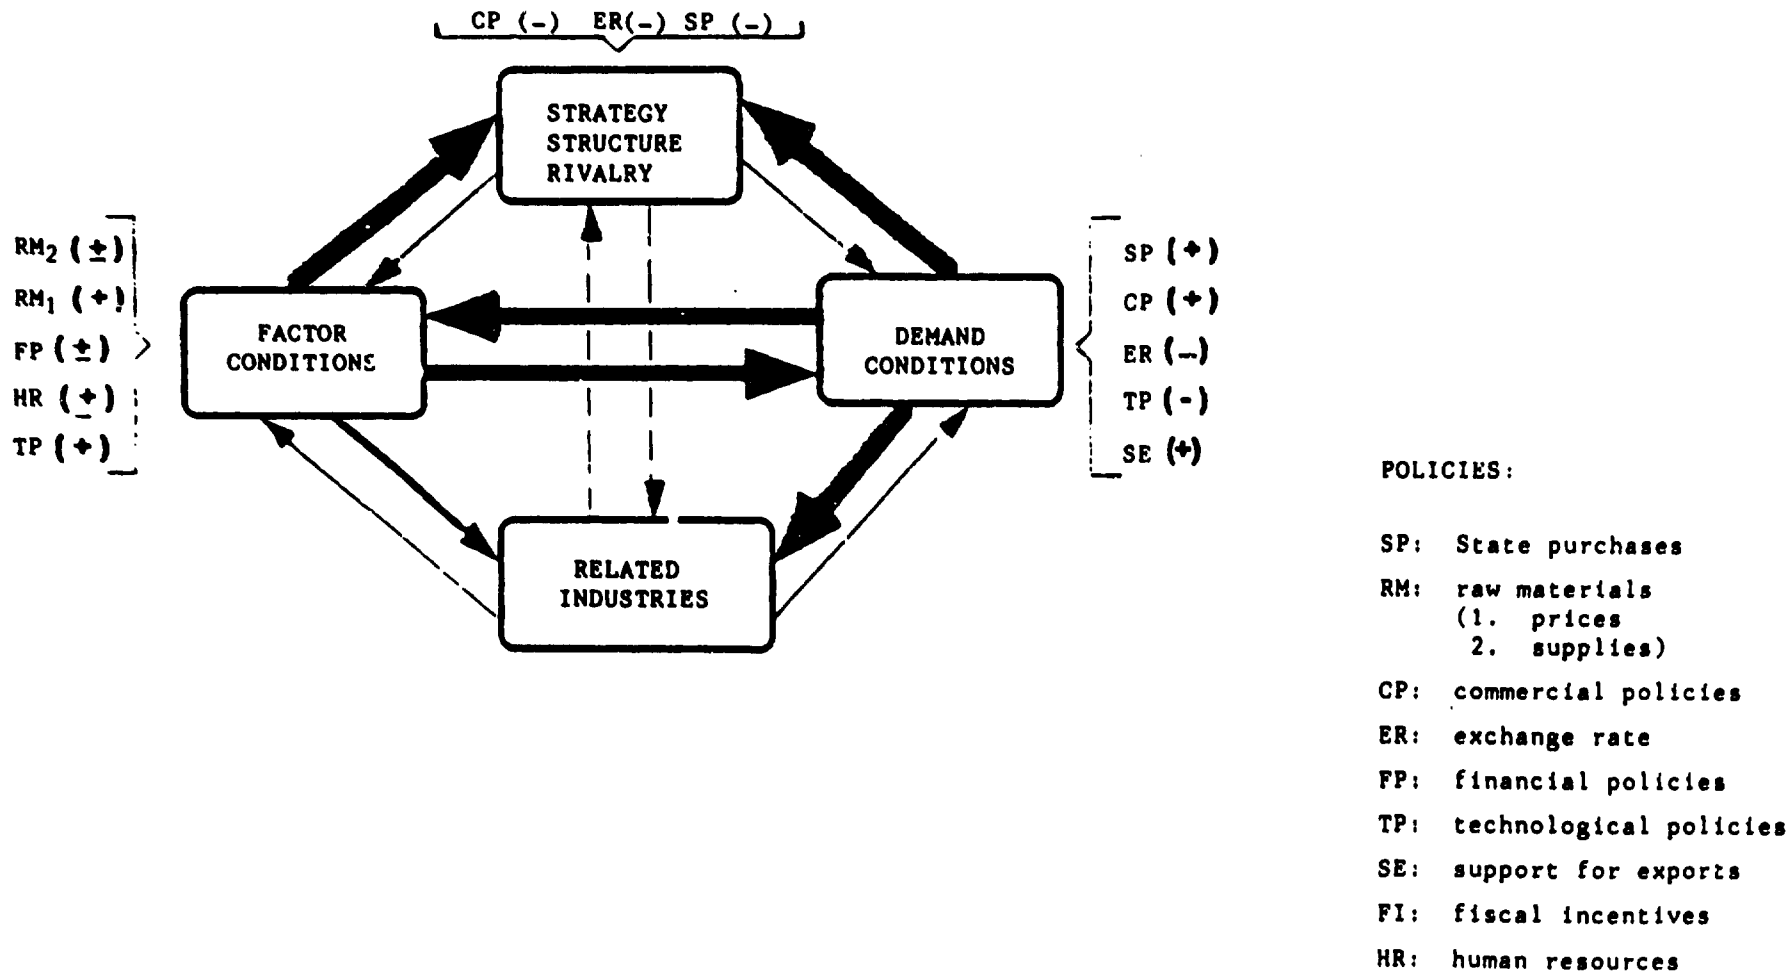 CP (-) ER(-) SP (-)
STRATEGY
STRUCTURE
RIVALRY
RM₂ (±)
RM₁ (+)
FP (±)
HR (±)
TP (+)
FACTOR
CONDITIONS
DEMAND
CONDITIONS
SP (+)
CP (+)
ER (-)
TP (-)
SE (+)
RELATED
INDUSTRIES
POLICIES:
SP: State purchases
RM: raw materials
(1. prices
2. supplies)
CP: commercial policies
ER: exchange rate
FP: financial policies
TP: technological policies
SE: support for exports
FI: fiscal incentives
HR: human resources